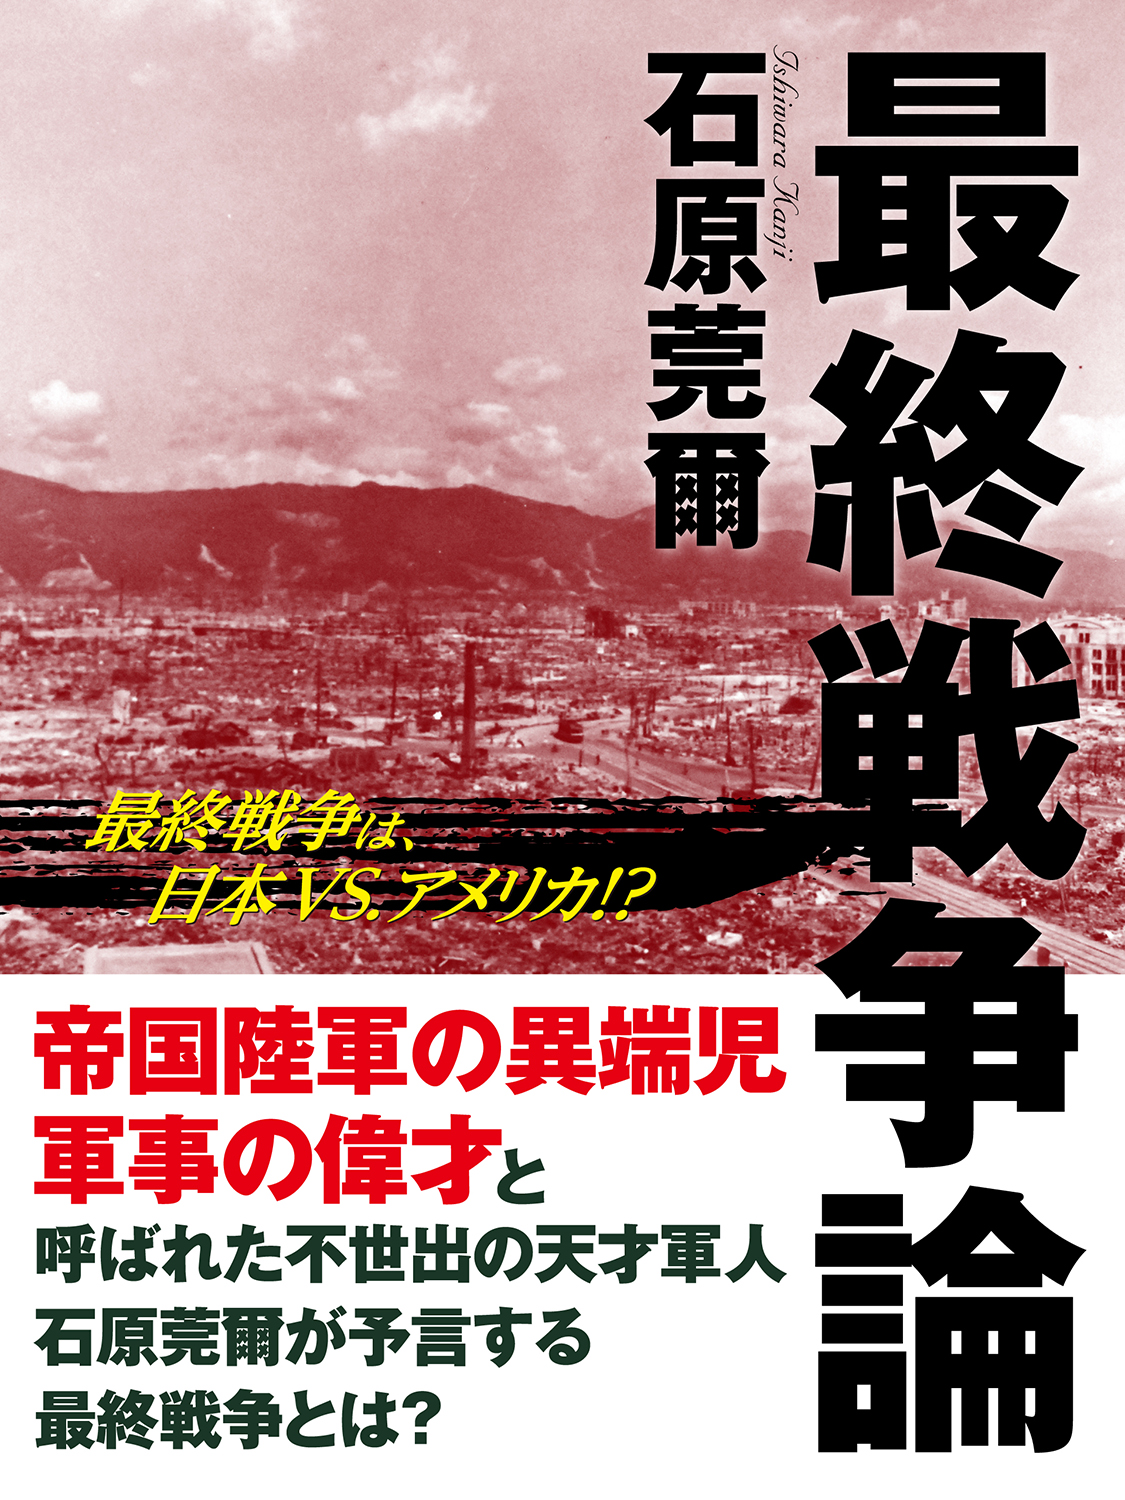 最終戦争論
石原莞爾
Ishiwara Kanji
最終戦争は、
日本VS.アメリカ!?
帝国陸軍の異端児
軍事の偉才と
呼ばれた不世出の天才軍人
石原莞爾が予言する
最終戦争とは?